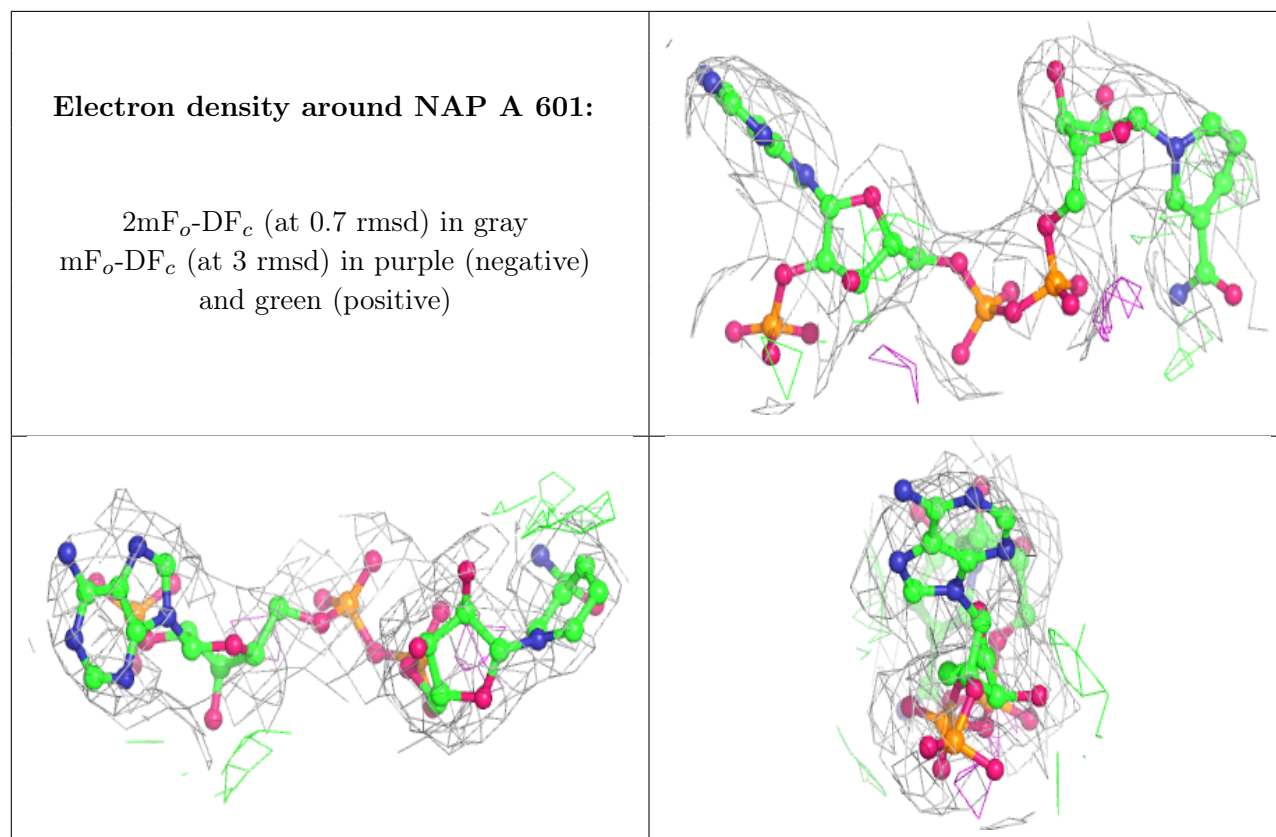 Electron density around NAP A 601:
2mFₒ-DF𝒸 (at 0.7 rmsd) in gray
mFₒ-DF𝒸 (at 3 rmsd) in purple (negative)
and green (positive)